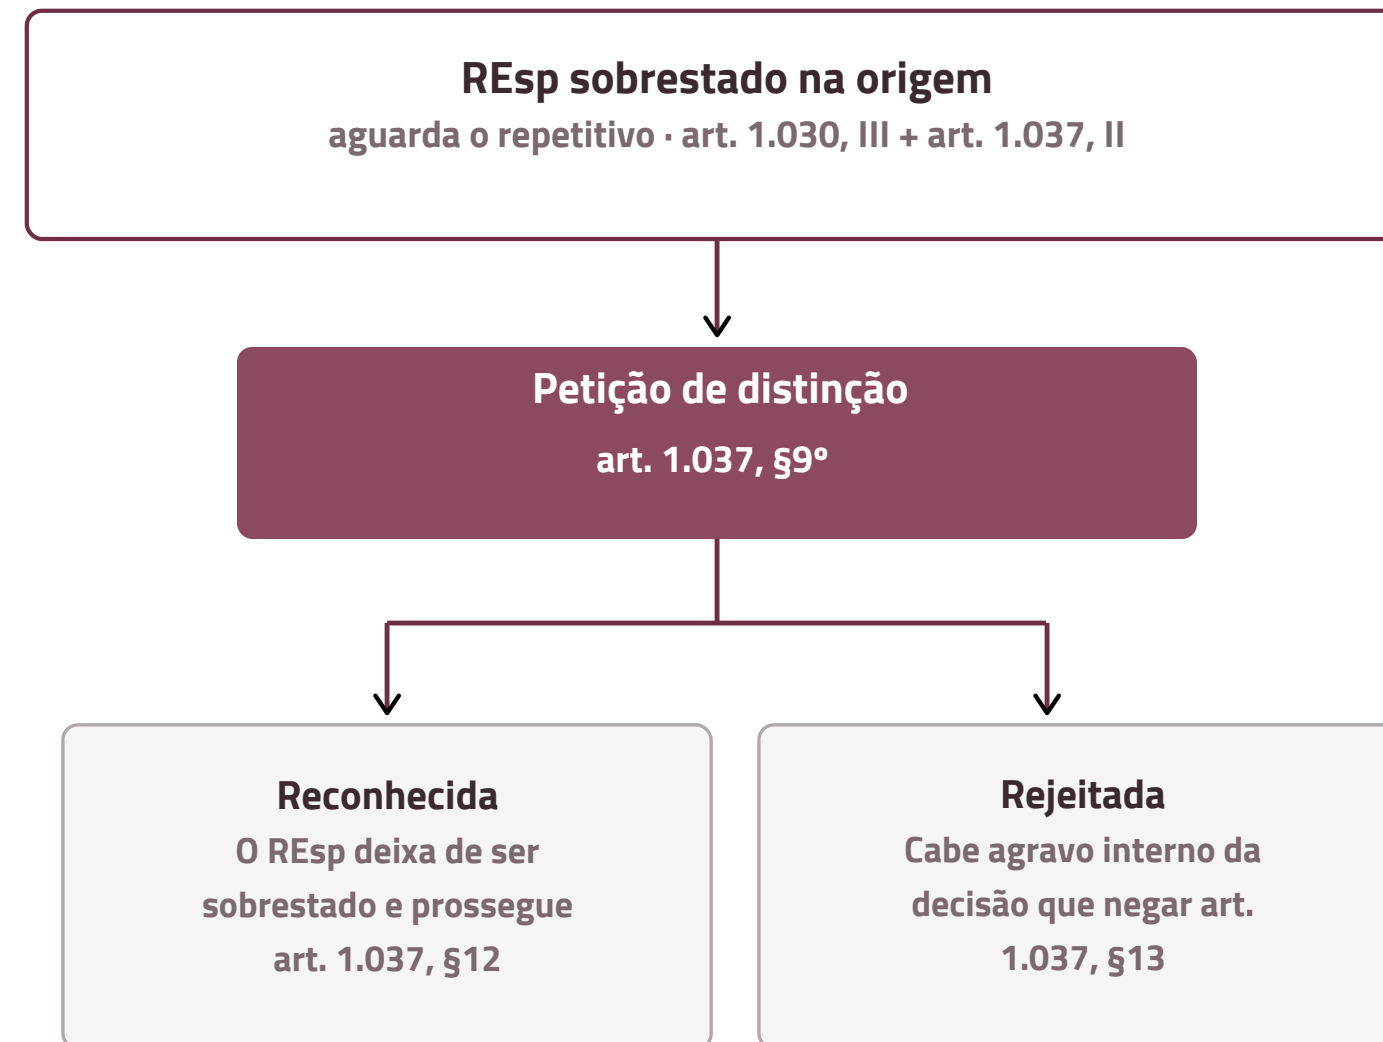 REsp sobrestado na origem
aguarda o repetitivo · art. 1.030, III + art. 1.037, II
Petição de distinção
art. 1.037, §9º
Reconhecida
O REsp deixa de ser
sobrestado e prossegue
art. 1.037, §12
Rejeitada
Cabe agravo interno da
decisão que negar art.
1.037, §13